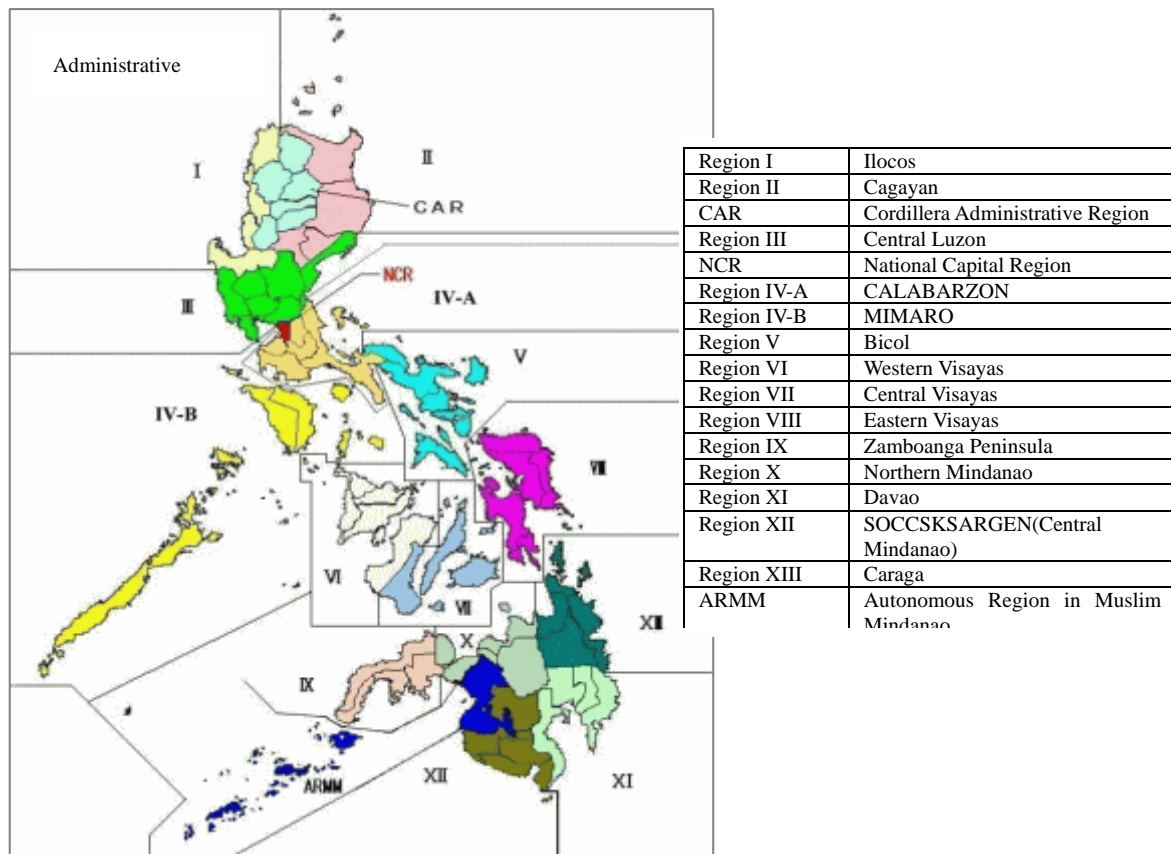 Administrative
I
II
CAR
NCR
IV-A
III
V
IV-B
VIII
VI
VII
XIII
X
IX
ARMM
XII
XI
Region I Ilocos
Region II Cagayan
CAR Cordillera Administrative Region
Region III Central Luzon
NCR National Capital Region
Region IV-A CALABARZON
Region IV-B MIMARO
Region V Bicol
Region VI Western Visayas
Region VII Central Visayas
Region VIII Eastern Visayas
Region IX Zamboanga Peninsula
Region X Northern Mindanao
Region XI Davao
Region XII SOCCSKSARGEN(Central
Mindanao)
Region XIII Caraga
ARMM Autonomous Region in Muslim
Mindanao